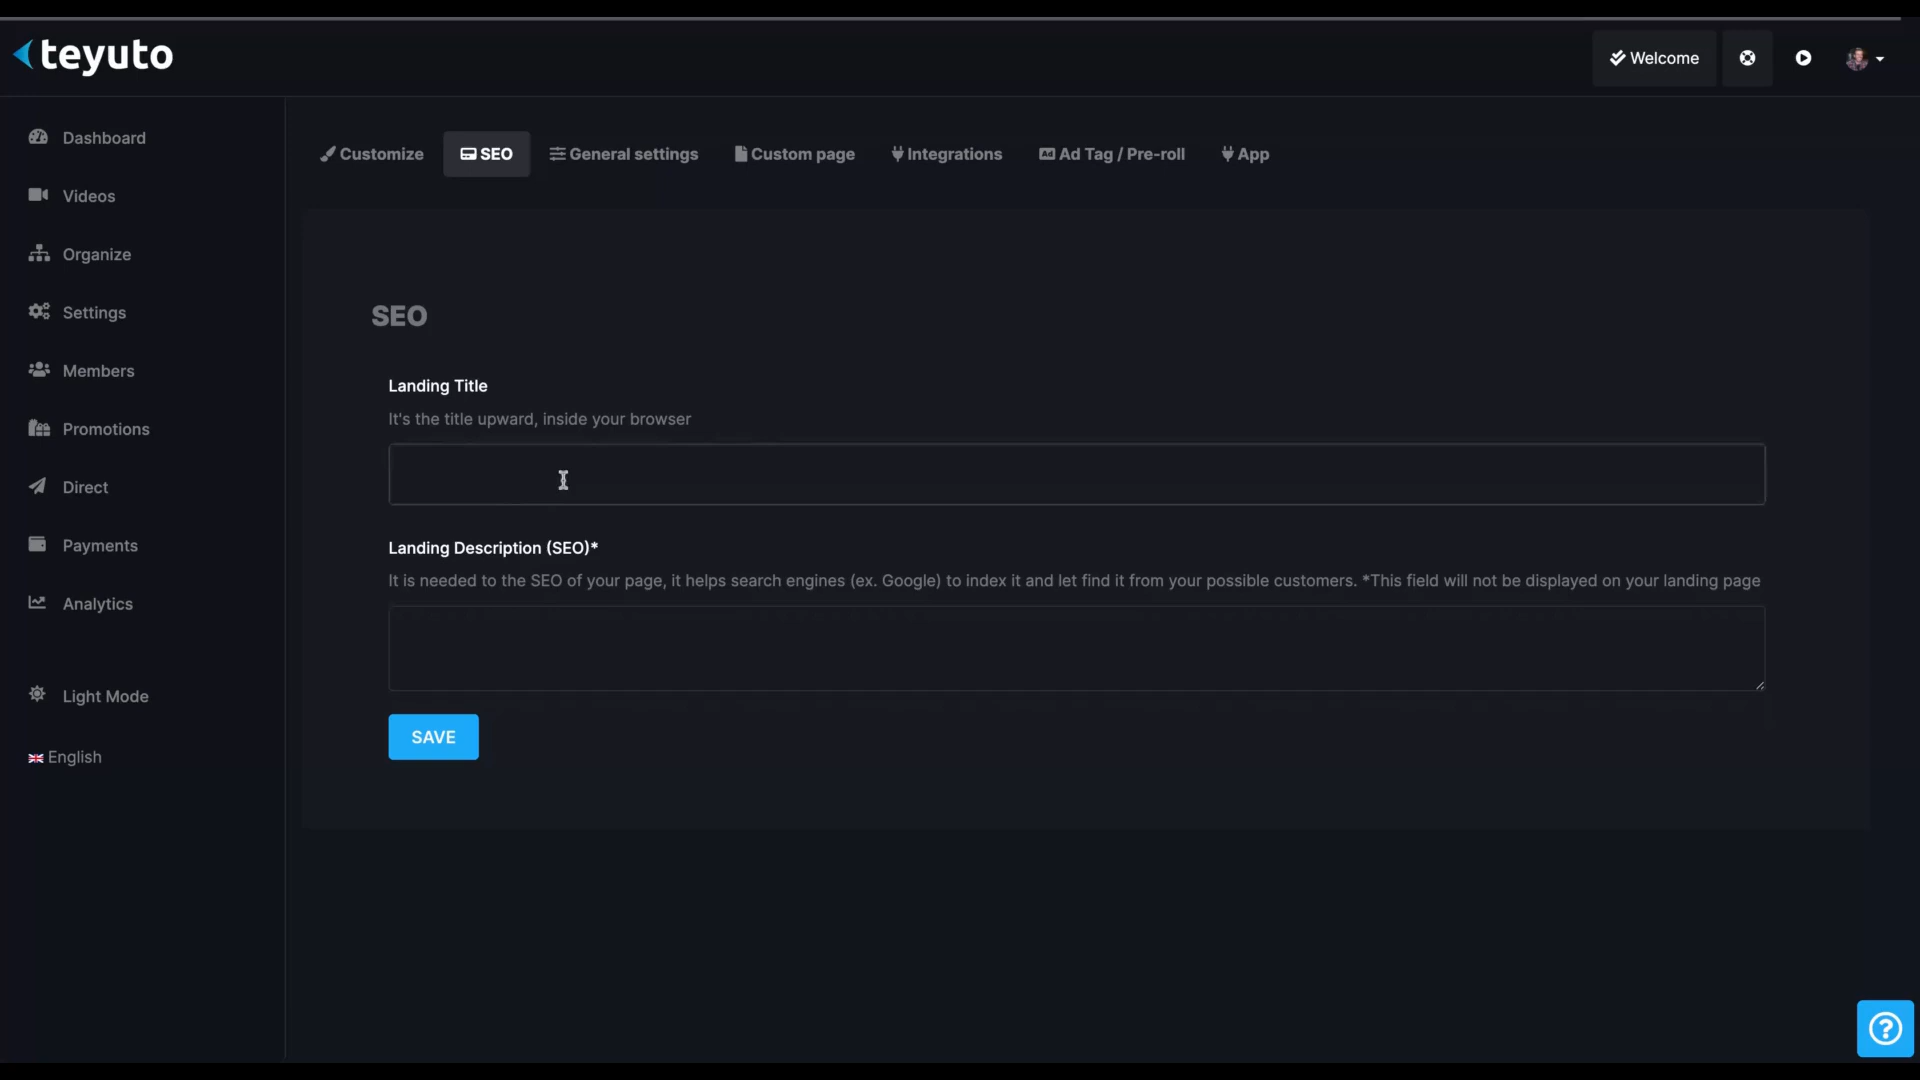 teyuto
Welcome
Dashboard
Videos
Organize
Settings
Members
Promotions
Direct
Payments
Analytics
Light Mode
English
Customize
SEO
General settings
Custom page
Integrations
Ad Tag / Pre-roll
App
SEO
Landing Title
It's the title upward, inside your browser
Landing Description (SEO)*
It is needed to the SEO of your page, it helps search engines (ex. Google) to index it and let find it from your possible customers. *This field will not be displayed on your landing page
SAVE